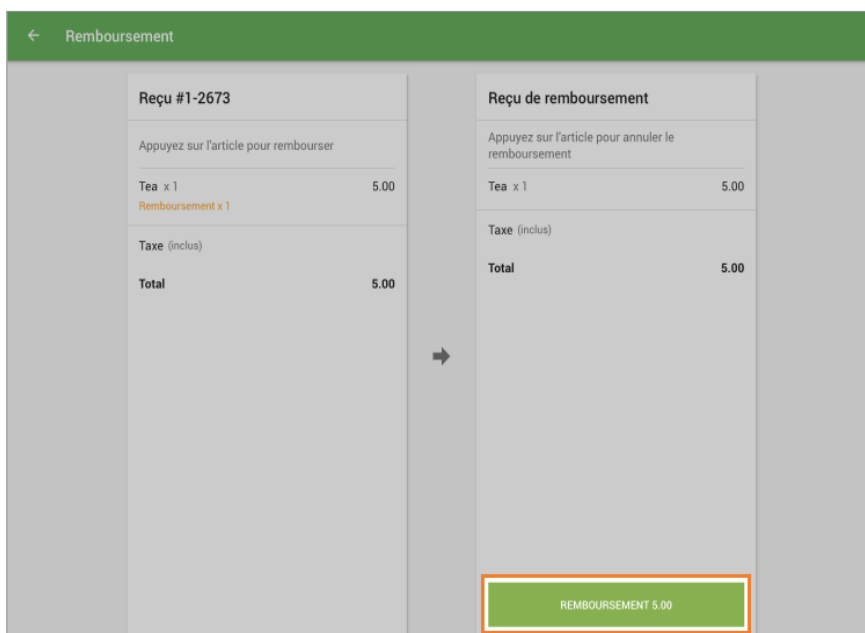 Remboursement
Reçu #1-2673
Appuyez sur l'article pour rembourser
Tea x 1 5.00
Remboursement x 1
Taxe (inclus)
Total 5.00
Reçu de remboursement
Appuyez sur l'article pour annuler le
remboursement
Tea x 1 5.00
Taxe (inclus)
Total 5.00
REMBOURSEMENT 5.00